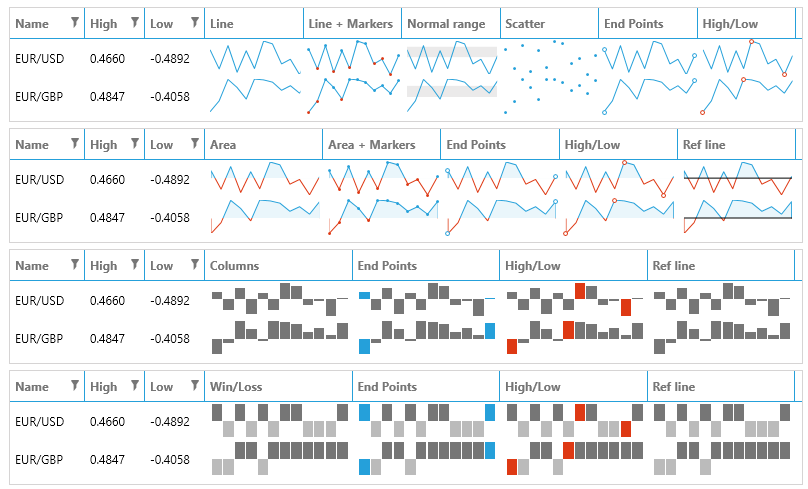 Name High Low Line Line + Markers Normal range Scatter End Points High/Low
EUR/USD 0.4660 -0.4892
EUR/GBP 0.4847 -0.4058
Name High Low Area Area + Markers End Points High/Low Ref line
EUR/USD 0.4660 -0.4892
EUR/GBP 0.4847 -0.4058
Name High Low Columns End Points High/Low Ref line
EUR/USD 0.4660 -0.4892
EUR/GBP 0.4847 -0.4058
Name High Low Win/Loss End Points High/Low Ref line
EUR/USD 0.4660 -0.4892
EUR/GBP 0.4847 -0.4058